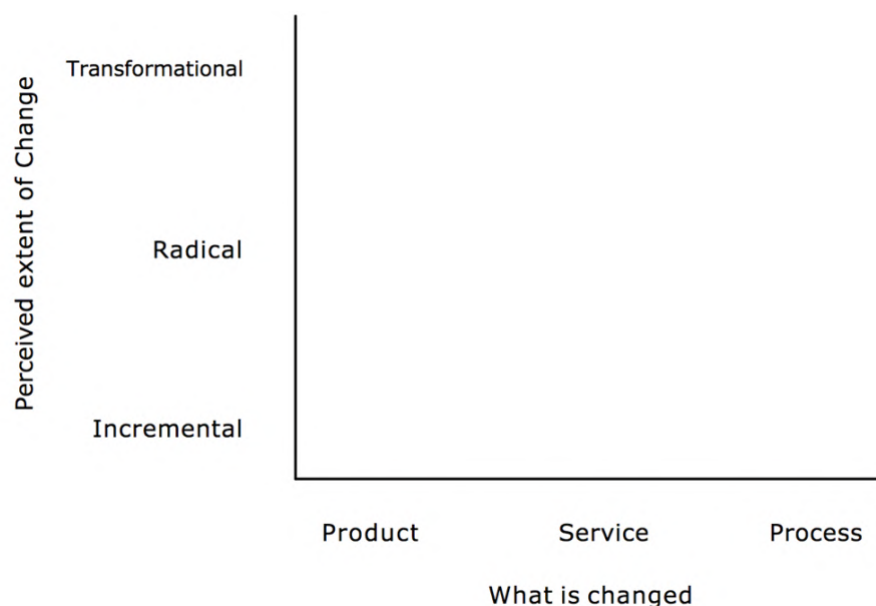 Perceived extent of Change
Transformational
Radical
Incremental
Product Service Process
What is changed